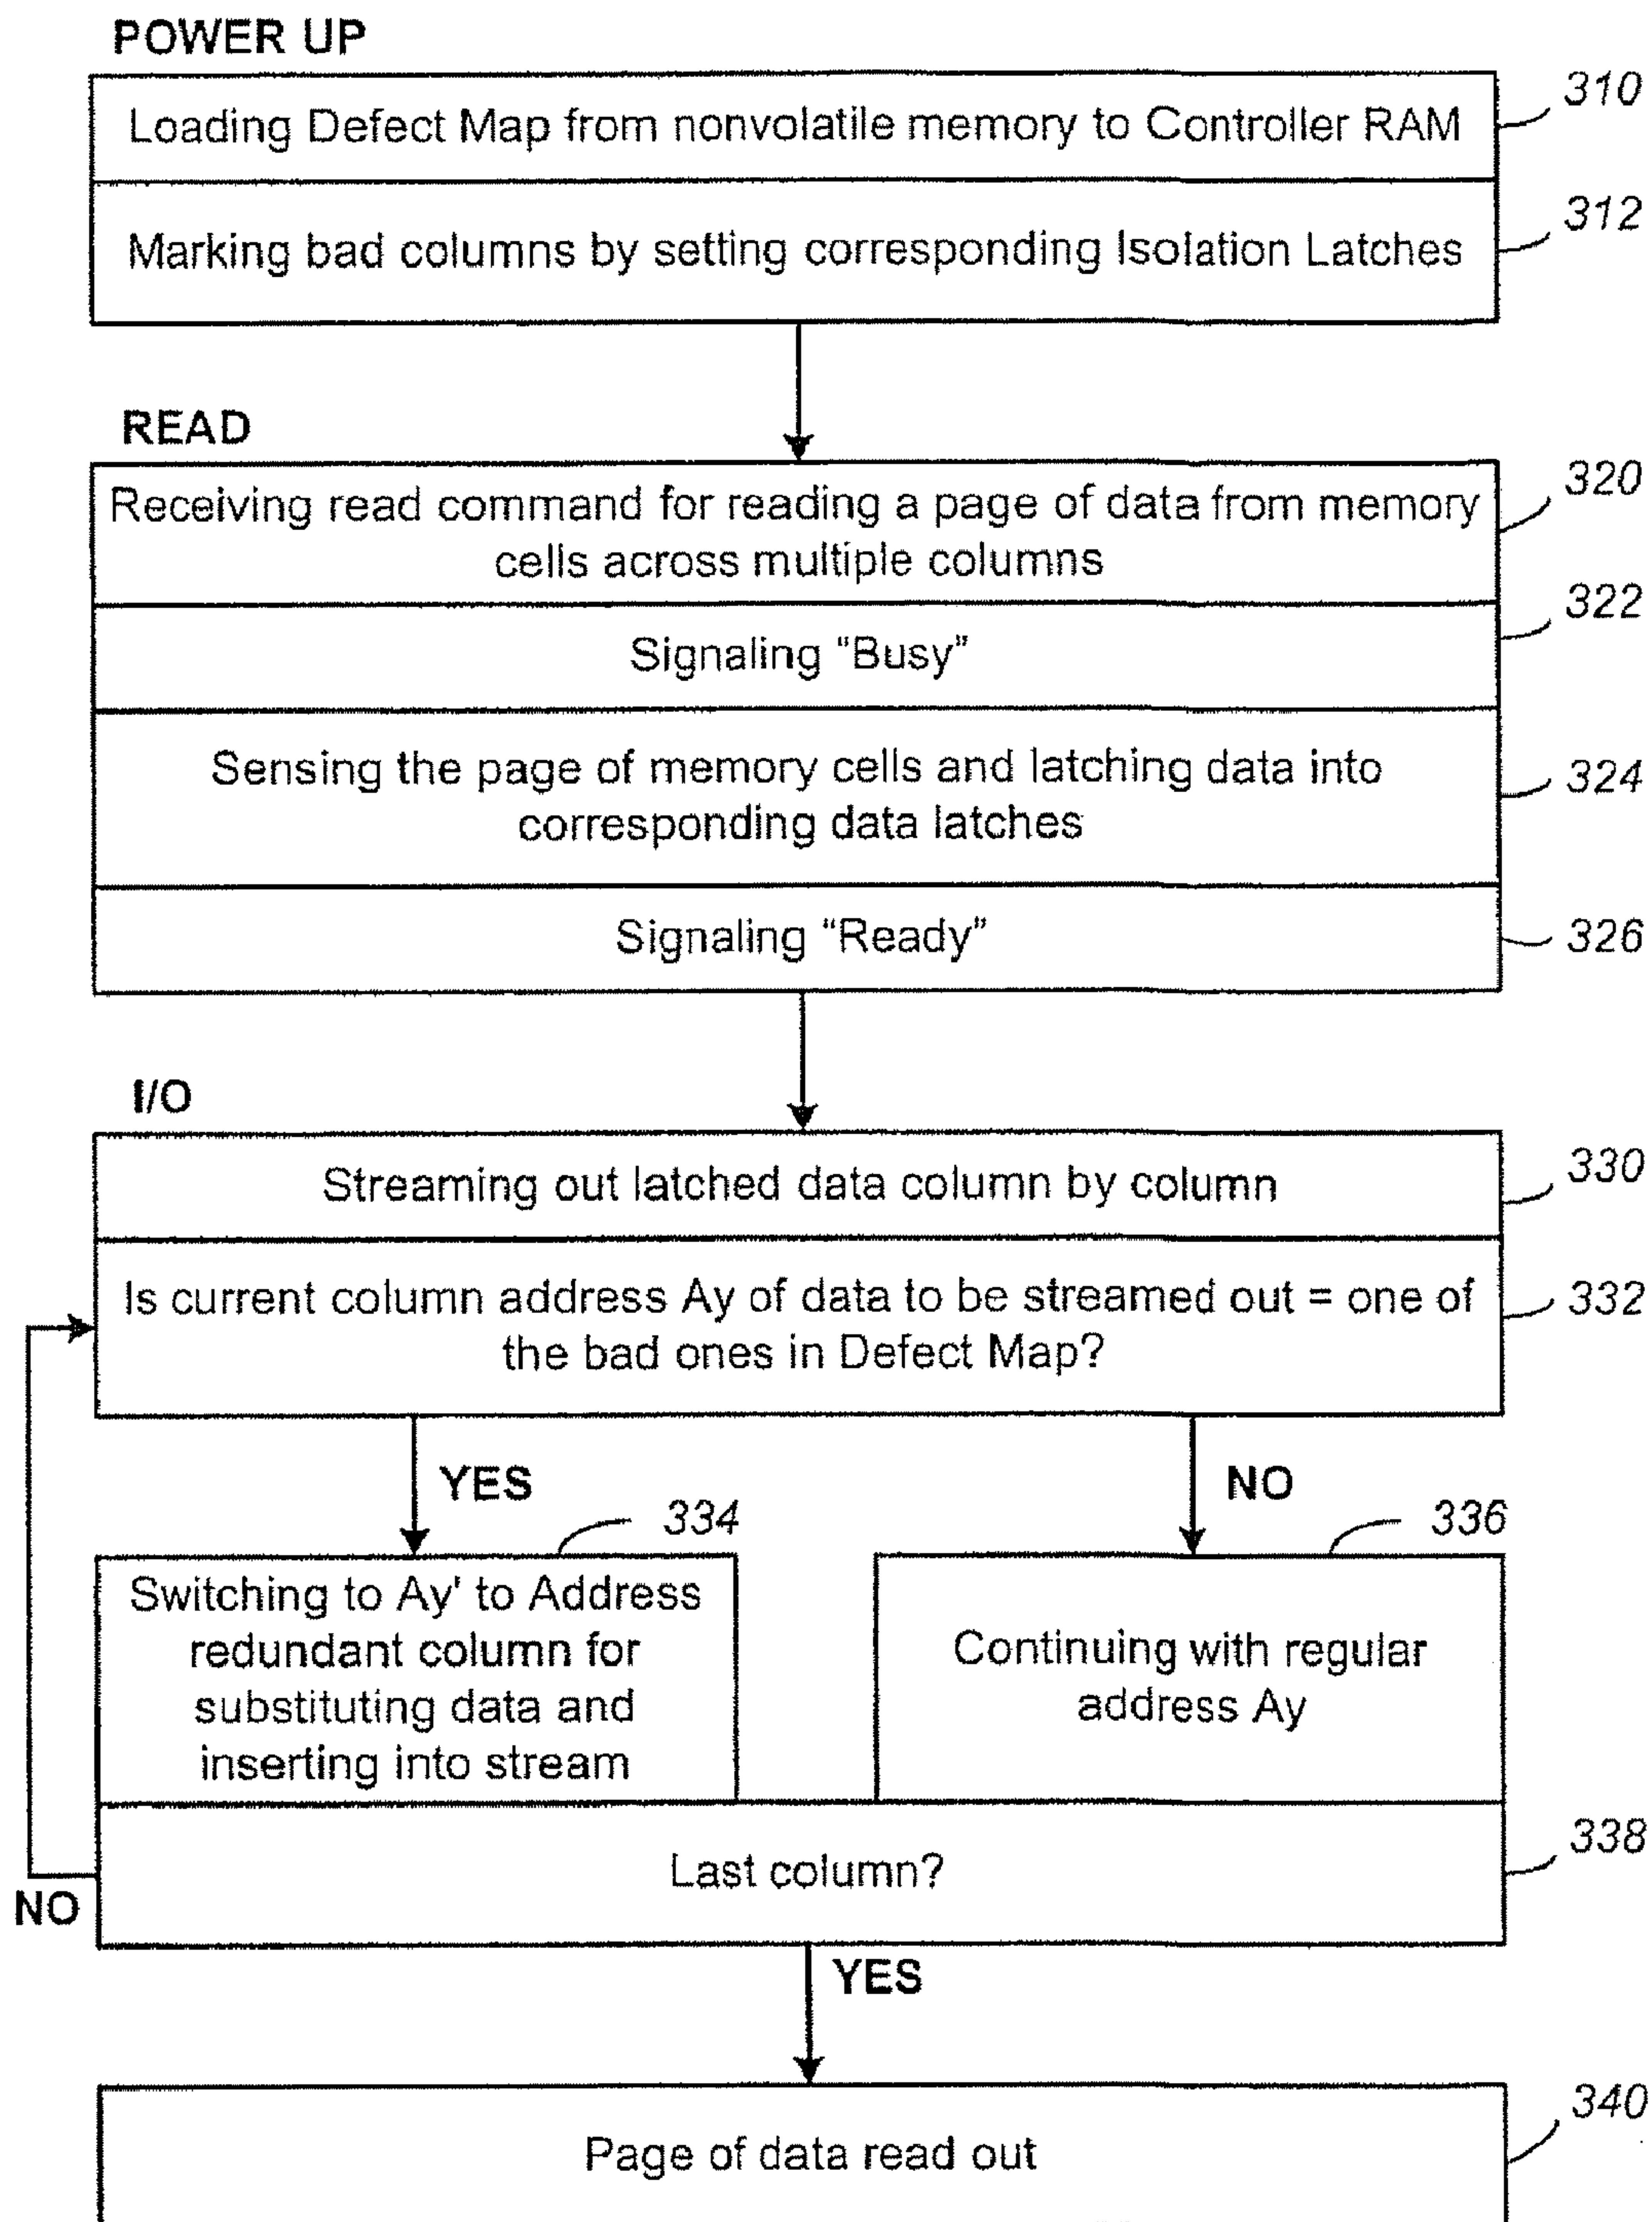 POWER UP
310
Loading Defect Map from nonvolatile memory to Controller RAM
312
Marking bad columns by setting corresponding Isolation Latches
READ
320
Receiving read command for reading a page of data from memory
cells across multiple columns
322
Signaling “Busy”
Sensing the page of memory cells and latching data into
324
corresponding data latches
Signaling “Ready”
326
I/O
330
Streaming out latched data column by column
Is current column address Ay of data to be streamed out = one of
332
the bad ones in Defect Map?
YES
NO
334
336
Switching to Ay' to Address
redundant column for
substituting data and
inserting into stream
Continuing with regular
address Ay
338
Last column?
NO
YES
340
Page of data read out